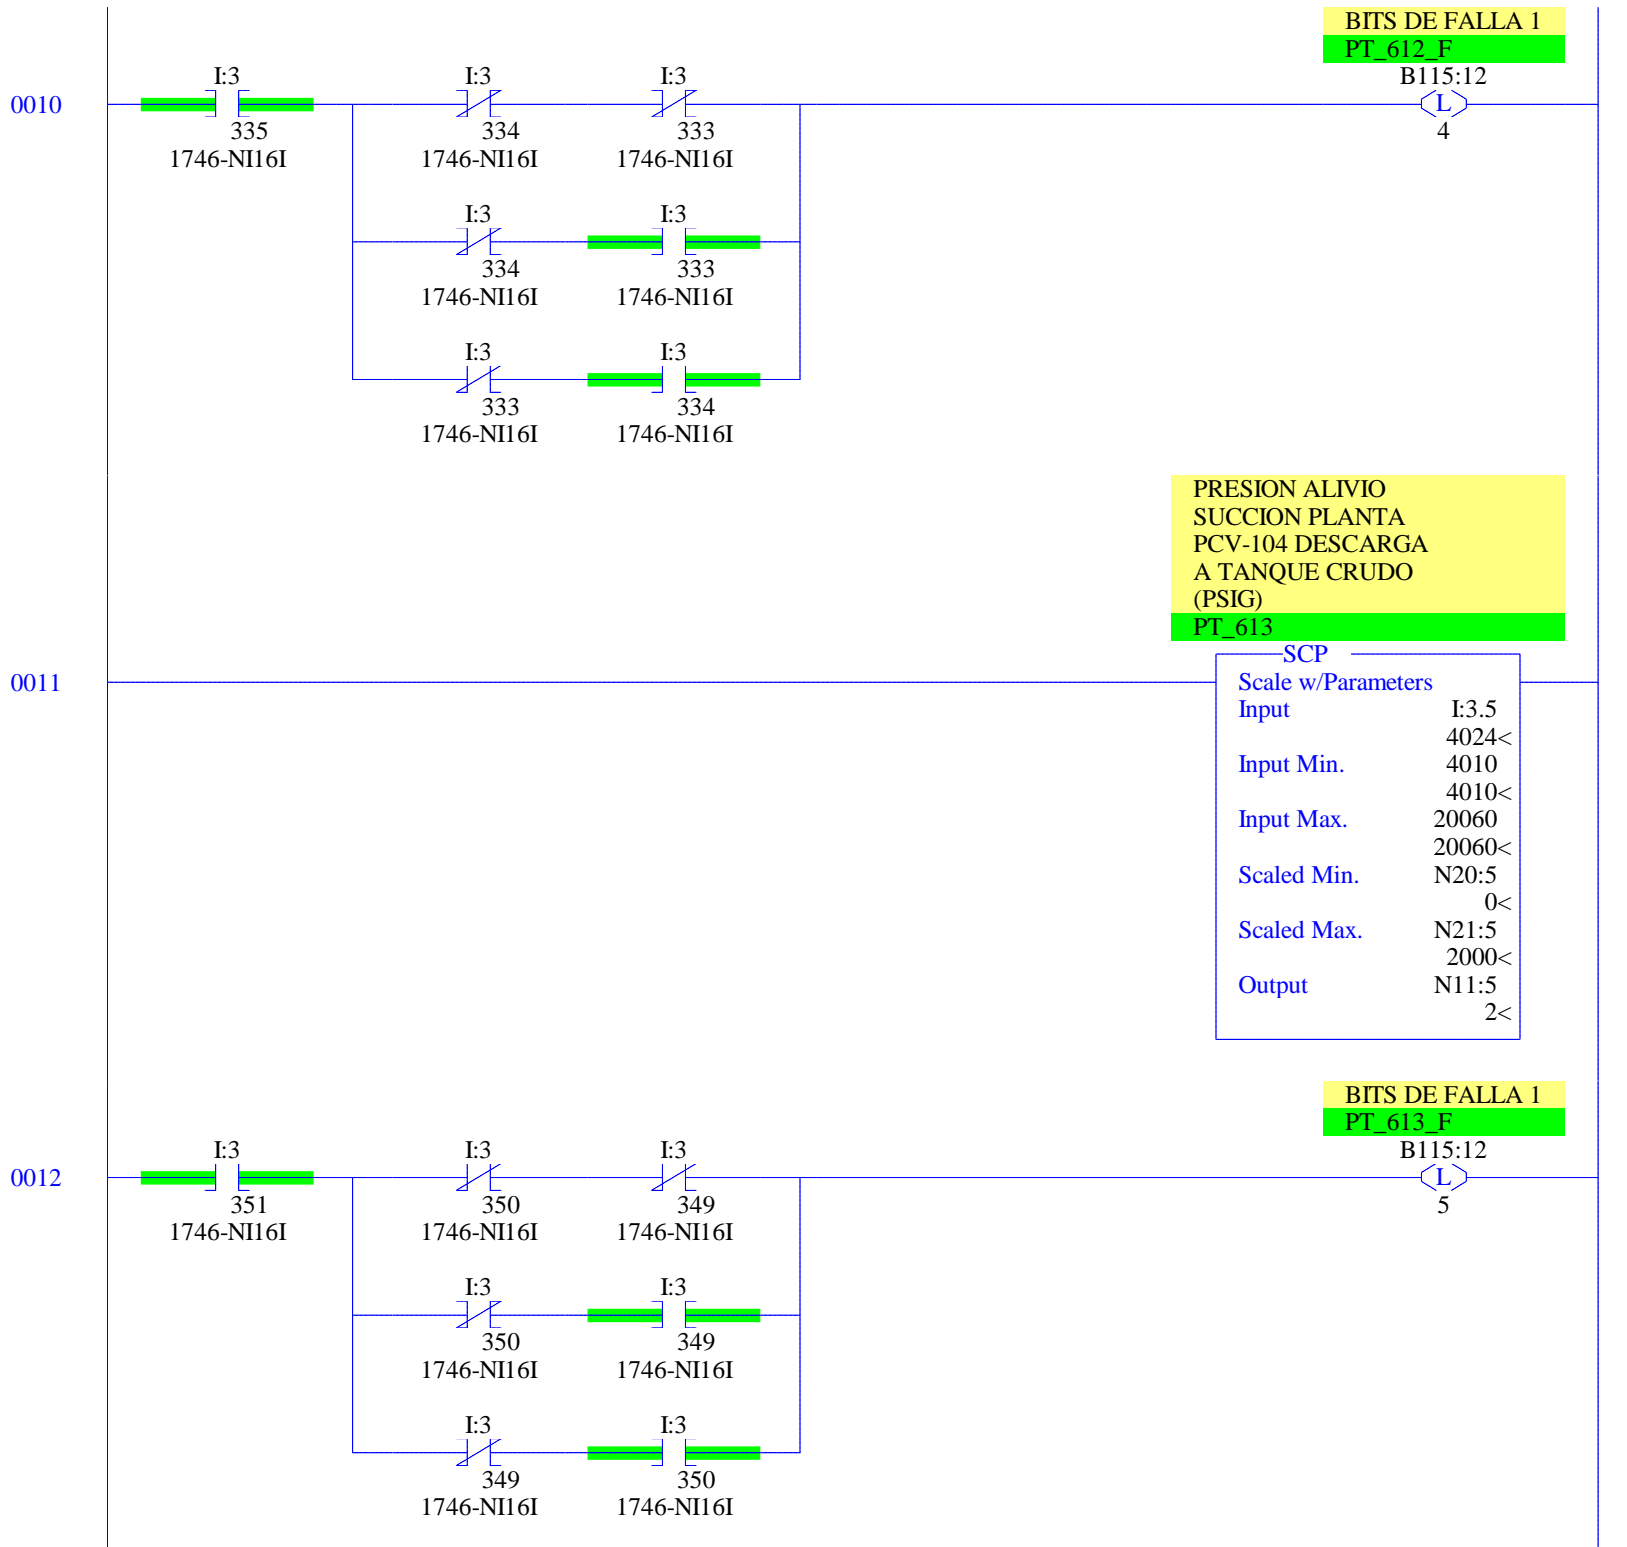 BITS DE FALLA 1
PT_612_F
I:3 I:3 I:3 B115:12
0010 L
335 334 333 4
1746-NI16I 1746-NI16I 1746-NI16I
I:3 I:3
334 333
1746-NI16I 1746-NI16I
I:3 I:3
333 334
1746-NI16I 1746-NI16I
PRESION ALIVIO
SUCCION PLANTA
PCV-104 DESCARGA
A TANQUE CRUDO
(PSIG)
PT_613
SCP
0011 Scale w/Parameters
Input I:3.5
4024<
Input Min. 4010
4010<
Input Max. 20060
20060<
Scaled Min. N20:5
0<
Scaled Max. N21:5
2000<
Output N11:5
2<
BITS DE FALLA 1
PT_613_F
I:3 I:3 I:3 B115:12
0012 L
351 350 349 5
1746-NI16I 1746-NI16I 1746-NI16I
I:3 I:3
350 349
1746-NI16I 1746-NI16I
I:3 I:3
349 350
1746-NI16I 1746-NI16I